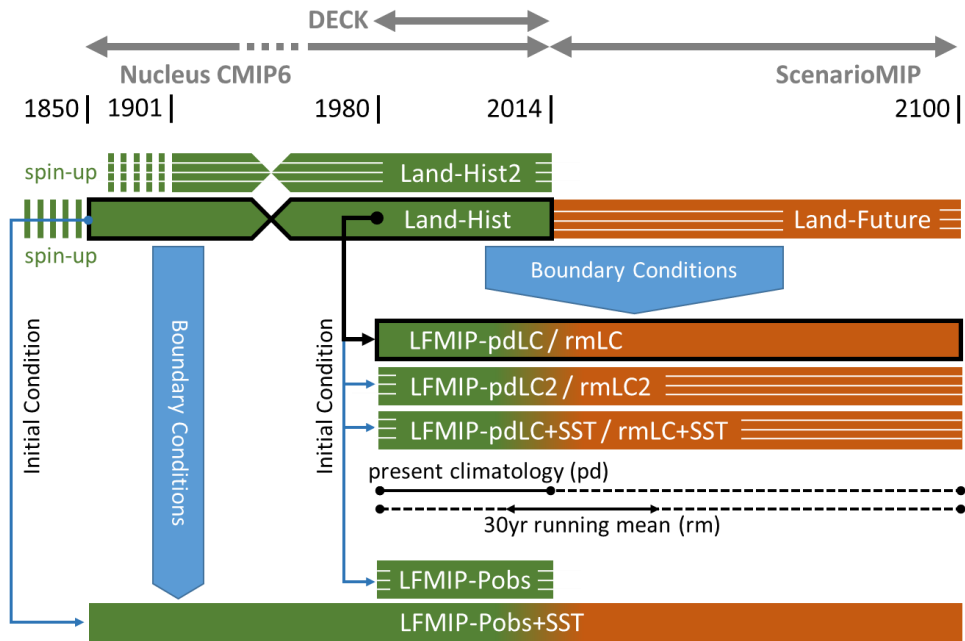 DECK
Nucleus CMIP6
ScenarioMIP
1850
1901
1980
2014
2100
spin-up
Land-Hist2
Land-Hist
Land-Future
spin-up
Boundary Conditions
Initial Condition
Boundary Conditions
Initial Condition
LFMIP-pdLC / rmLC
LFMIP-pdLC2 / rmLC2
LFMIP-pdLC+SST / rmLC+SST
present climatology (pd)
30yr running mean (rm)
LFMIP-Pobs
LFMIP-Pobs+SST